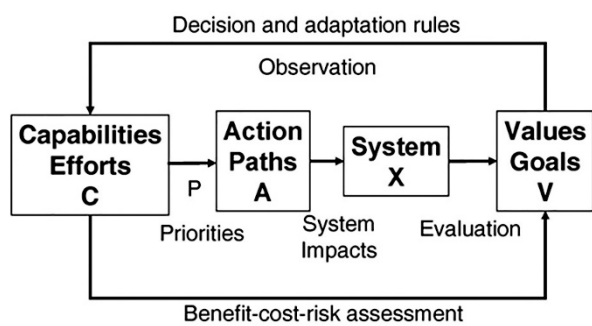 Decision and adaptation rules
Observation
Capabilities
Efforts
C
P
Priorities
Action
Paths
A
System
Impacts
System
X
Evaluation
Values
Goals
V
Benefit-cost-risk assessment